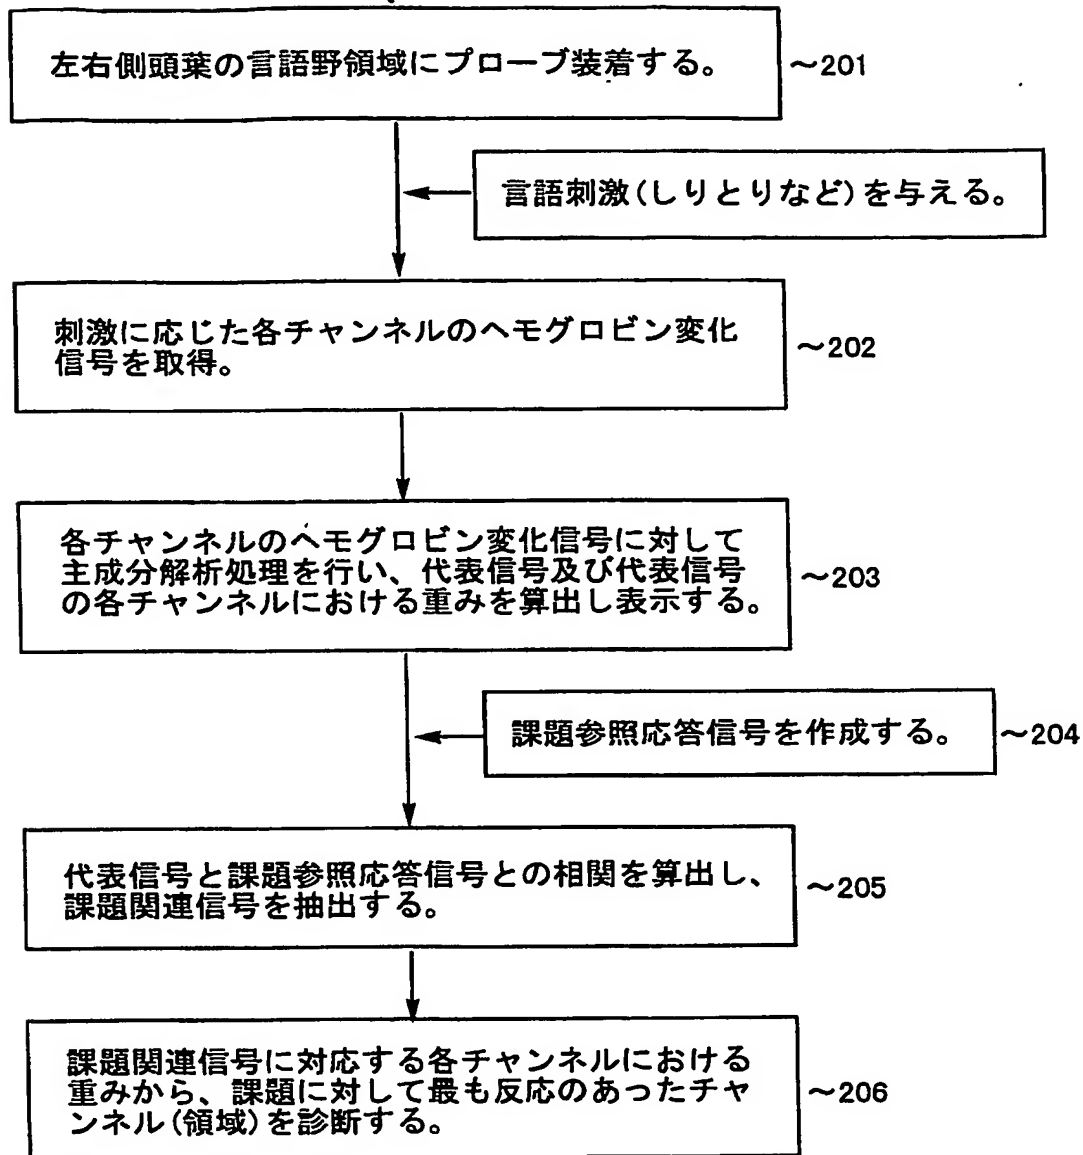 左右側頭葉の言語野領域にプローブ装着する。
～201
言語刺激(しりとりなど)を与える。
刺激に応じた各チャンネルのヘモグロビン変化
信号を取得。
～202
各チャンネルのヘモグロビン変化信号に対して
主成分解析処理を行い、代表信号及び代表信号
の各チャンネルにおける重みを算出し表示する。
～203
課題参照応答信号を作成する。
～204
代表信号と課題参照応答信号との相関を算出し、
課題関連信号を抽出する。
～205
課題関連信号に対応する各チャンネルにおける
重みから、課題に対して最も反応のあったチャ
ンネル(領域)を診断する。
～206